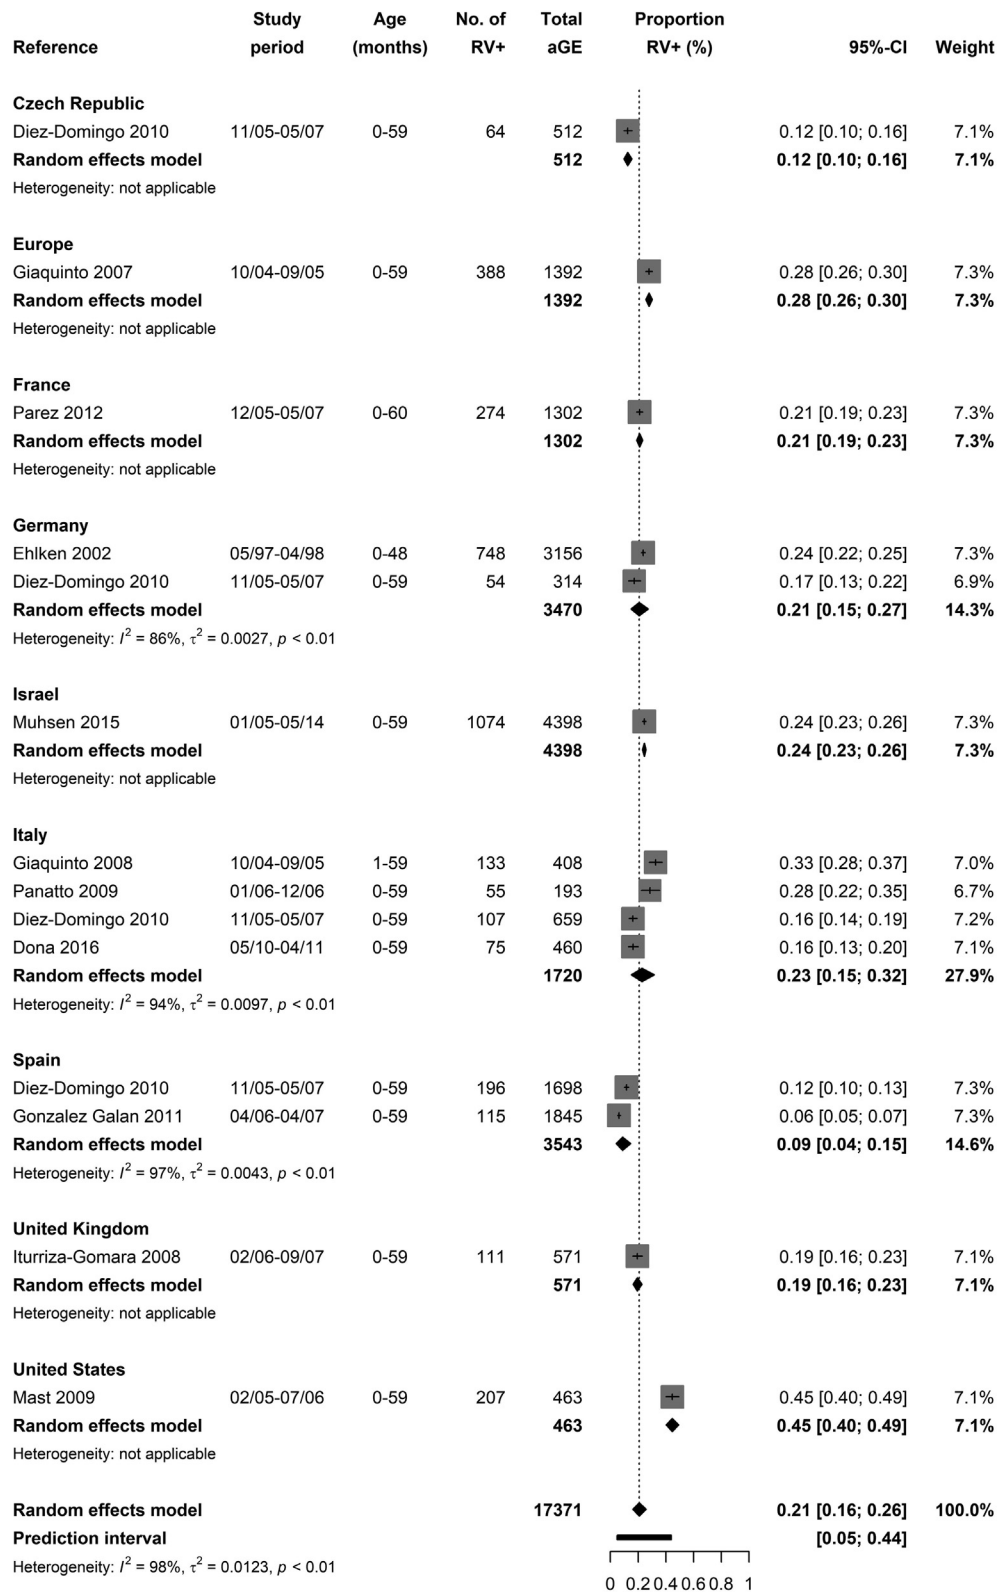 Study Age No. of Total Proportion
Reference period (months) RV+ aGE RV+ (%) 95%-CI Weight
Czech Republic
Diez-Domingo 2010 11/05-05/07 0-59 64 512 0.12 [0.10; 0.16] 7.1%
Random effects model 512 0.12 [0.10; 0.16] 7.1%
Heterogeneity: not applicable
Europe
Giaquinto 2007 10/04-09/05 0-59 388 1392 0.28 [0.26; 0.30] 7.3%
Random effects model 1392 0.28 [0.26; 0.30] 7.3%
Heterogeneity: not applicable
France
Parez 2012 12/05-05/07 0-60 274 1302 0.21 [0.19; 0.23] 7.3%
Random effects model 1302 0.21 [0.19; 0.23] 7.3%
Heterogeneity: not applicable
Germany
Ehlken 2002 05/97-04/98 0-48 748 3156 0.24 [0.22; 0.25] 7.3%
Diez-Domingo 2010 11/05-05/07 0-59 54 314 0.17 [0.13; 0.22] 6.9%
Random effects model 3470 0.21 [0.15; 0.27] 14.3%
Heterogeneity: I² = 86%, τ² = 0.0027, p < 0.01
Israel
Muhsen 2015 01/05-05/14 0-59 1074 4398 0.24 [0.23; 0.26] 7.3%
Random effects model 4398 0.24 [0.23; 0.26] 7.3%
Heterogeneity: not applicable
Italy
Giaquinto 2008 10/04-09/05 1-59 133 408 0.33 [0.28; 0.37] 7.0%
Panatto 2009 01/06-12/06 0-59 55 193 0.28 [0.22; 0.35] 6.7%
Diez-Domingo 2010 11/05-05/07 0-59 107 659 0.16 [0.14; 0.19] 7.2%
Dona 2016 05/10-04/11 0-59 75 460 0.16 [0.13; 0.20] 7.1%
Random effects model 1720 0.23 [0.15; 0.32] 27.9%
Heterogeneity: I² = 94%, τ² = 0.0097, p < 0.01
Spain
Diez-Domingo 2010 11/05-05/07 0-59 196 1698 0.12 [0.10; 0.13] 7.3%
Gonzalez Galan 2011 04/06-04/07 0-59 115 1845 0.06 [0.05; 0.07] 7.3%
Random effects model 3543 0.09 [0.04; 0.15] 14.6%
Heterogeneity: I² = 97%, τ² = 0.0043, p < 0.01
United Kingdom
Iturriza-Gomara 2008 02/06-09/07 0-59 111 571 0.19 [0.16; 0.23] 7.1%
Random effects model 571 0.19 [0.16; 0.23] 7.1%
Heterogeneity: not applicable
United States
Mast 2009 02/05-07/06 0-59 207 463 0.45 [0.40; 0.49] 7.1%
Random effects model 463 0.45 [0.40; 0.49] 7.1%
Heterogeneity: not applicable
Random effects model 17371 0.21 [0.16; 0.26] 100.0%
Prediction interval [0.05; 0.44]
Heterogeneity: I² = 98%, τ² = 0.0123, p < 0.01
0 0.2 0.4 0.6 0.8 1